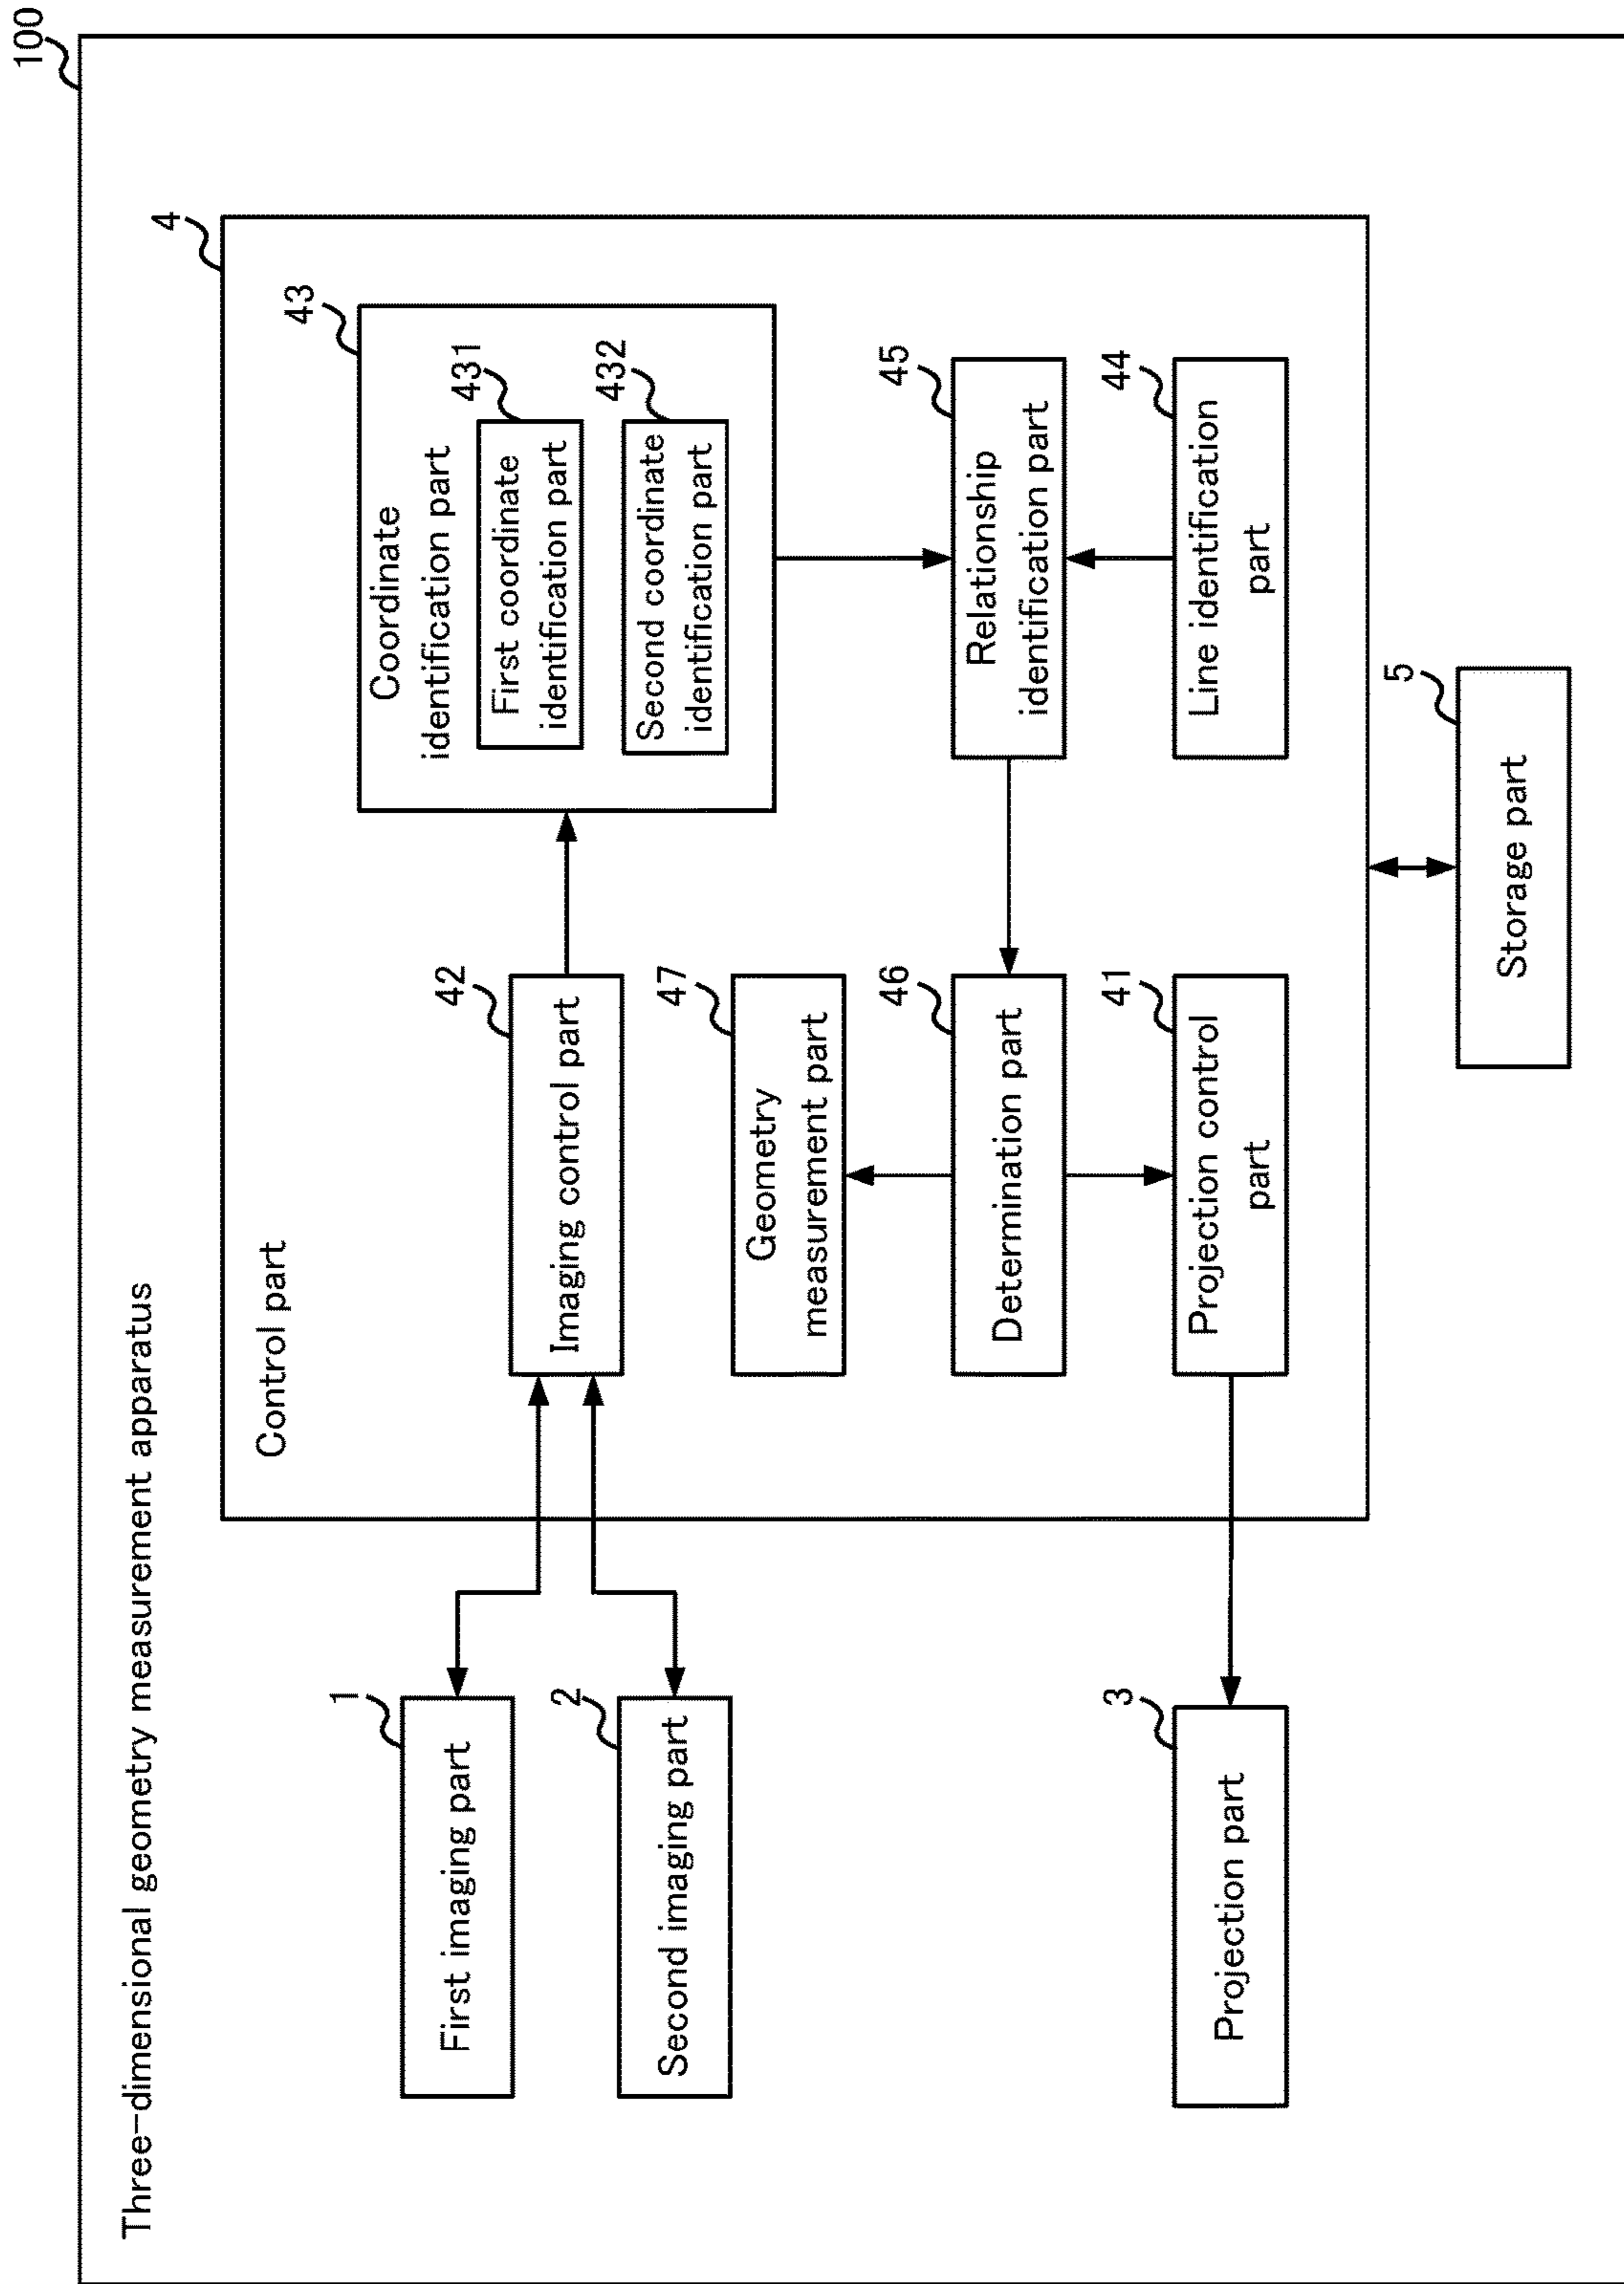 100
Three-dimensional geometry measurement apparatus
4
Control part
1
First imaging part
2
Second imaging part
3
Projection part
42
Imaging control part
43
Coordinate
identification part
431
First coordinate
identification part
432
Second coordinate
identification part
47
Geometry
measurement part
46
Determination part
45
Relationship
identification part
41
Projection control
part
44
Line identification
part
5
Storage part